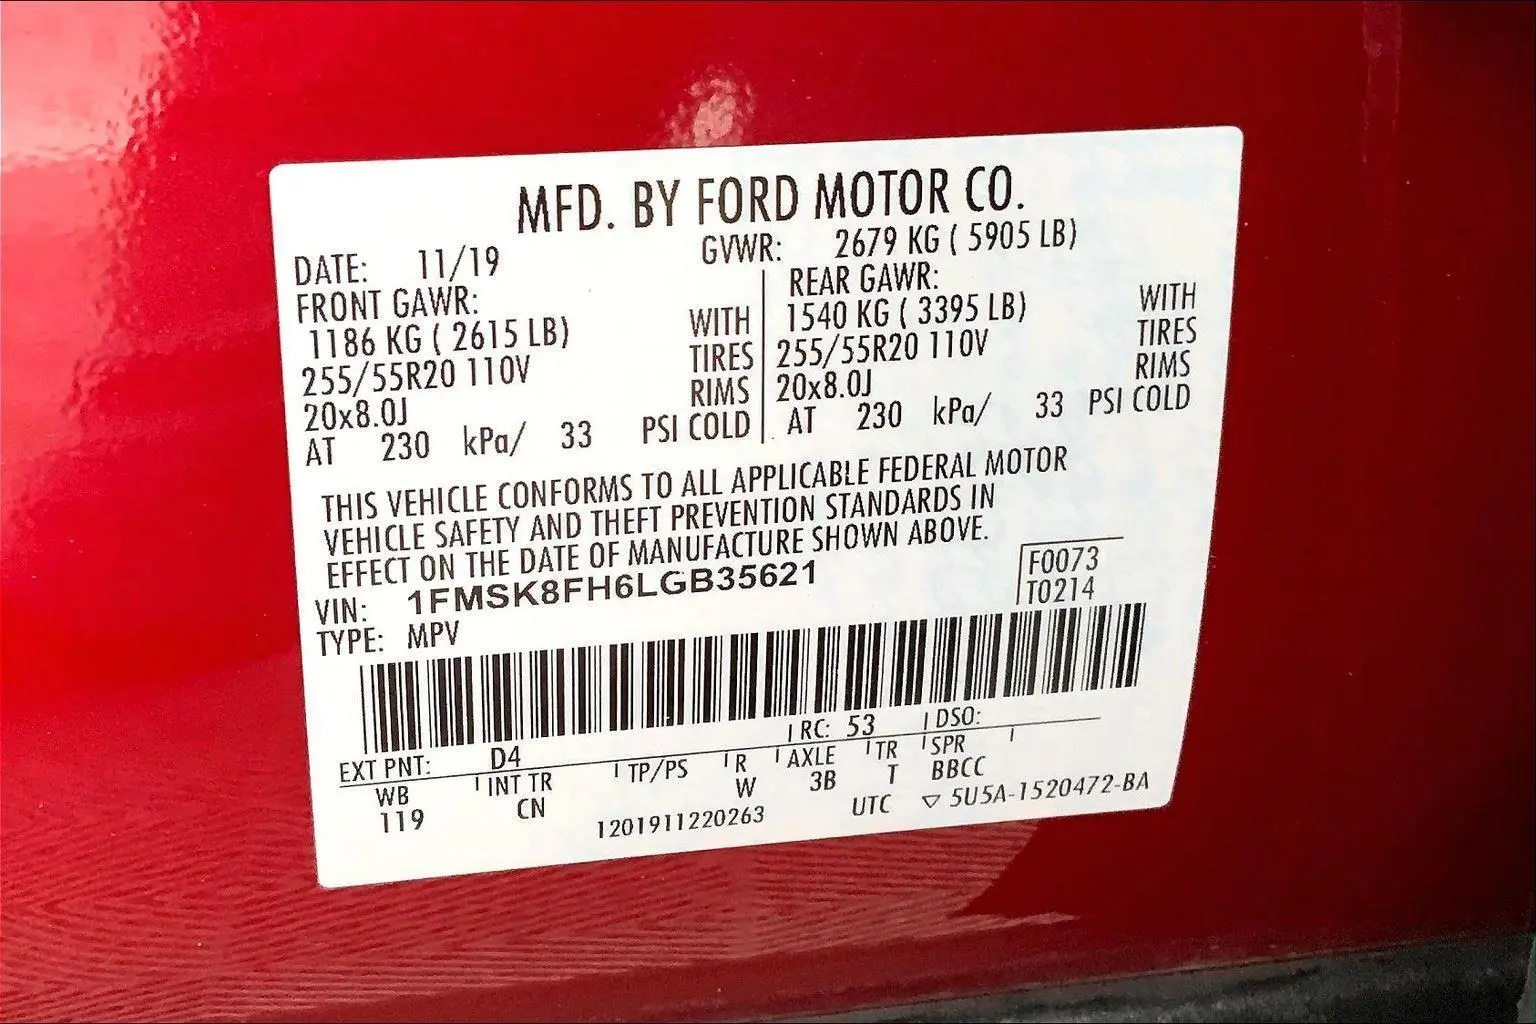 MFD. BY FORD MOTOR CO.
DATE: 11/19 GVWR: 2679 KG ( 5905 LB)
FRONT GAWR: REAR GAWR:
1186 KG ( 2615 LB) WITH 1540 KG ( 3395 LB) WITH
255/55R20 110V TIRES 255/55R20 110V TIRES
20x8.0J RIMS 20x8.0J RIMS
AT 230 kPa/ 33 PSI COLD AT 230 kPa/ 33 PSI COLD
THIS VEHICLE CONFORMS TO ALL APPLICABLE FEDERAL MOTOR
VEHICLE SAFETY AND THEFT PREVENTION STANDARDS IN
EFFECT ON THE DATE OF MANUFACTURE SHOWN ABOVE.
VIN: 1FMSK8FH6LGB35621 F0073
TYPE: MPV T0214
EXT PNT: D4 RC: 53 DSO:
WB INT TR TP/PS R AXLE TR SPR
119 CN W 3B T BBCC
1201911220263 UTC ▽ 5U5A-1520472-BA